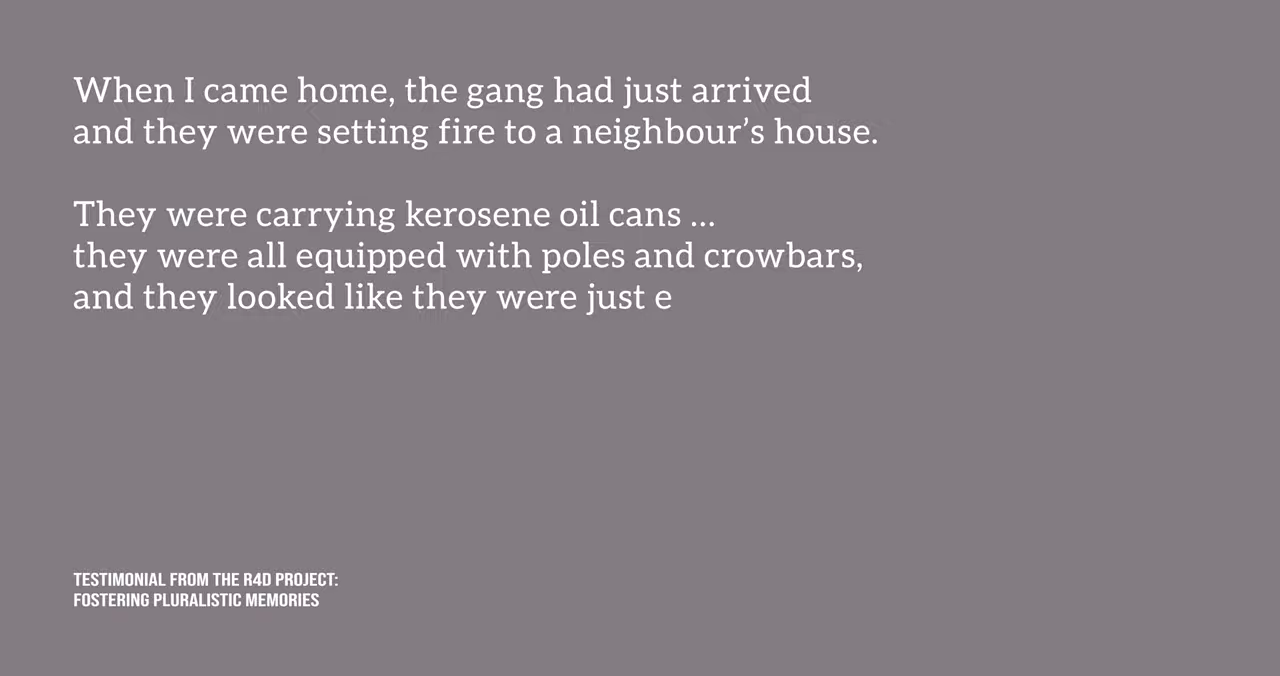 When I came home, the gang had just arrived
and they were setting fire to a neighbour’s house.
They were carrying kerosene oil cans ...
they were all equipped with poles and crowbars,
and they looked like they were just e
TESTIMONIAL FROM THE R4D PROJECT:
FOSTERING PLURALISTIC MEMORIES